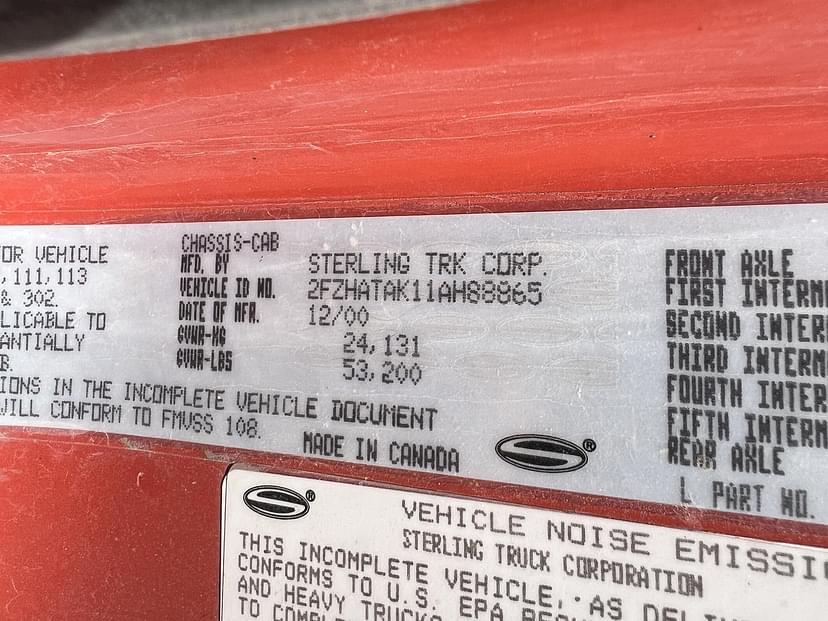 OR VEHICLE
, 111, 113
& 302.
LICABLE TO
ANTIALLY
B.
CHASSIS-CAB
MFD. BY STERLING TRK CORP.
VEHICLE ID NO. 2FZHATAK11AH88865
DATE OF MFR. 12/00
GVWR-KG 24,131
GVWR-LBS 53,200
IONS IN THE INCOMPLETE VEHICLE DOCUMENT
WILL CONFORM TO FMVSS 108.
MADE IN CANADA
®
FRONT AXLE
FIRST INTERM
SECOND INTER
THIRD INTERM
FOURTH INTER
FIFTH INTERM
REAR AXLE
L PART NO.
®
VEHICLE NOISE EMISSI
STERLING TRUCK CORPORATION
THIS INCOMPLETE VEHICLE, AS DELIV
CONFORMS TO U.S. EPA REGU
AND HEAVY TRUCKS
TO COMPL